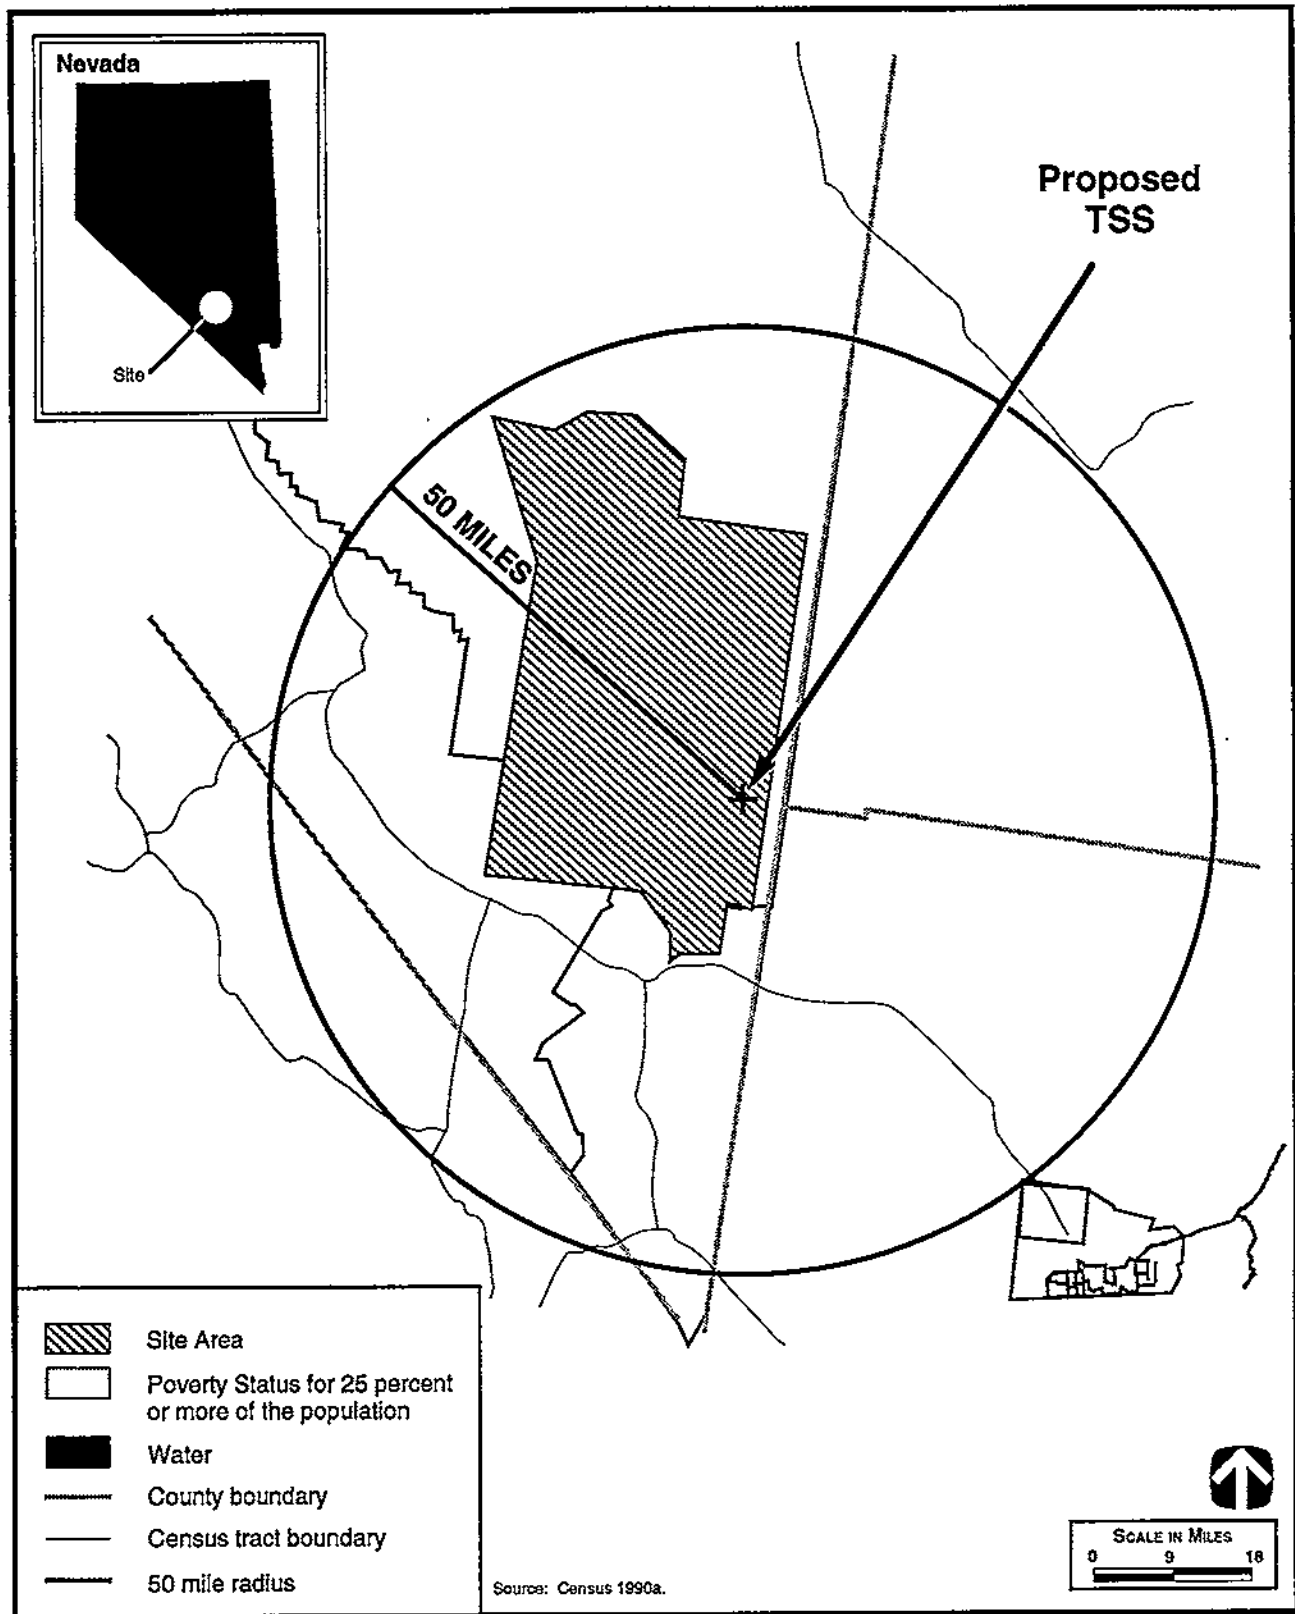 Nevada
Site
Proposed
TSS
50 MILES
Site Area
Poverty Status for 25 percent
or more of the population
Water
County boundary
Census tract boundary
50 mile radius
Source: Census 1990a.
SCALE IN MILES
0 9 18